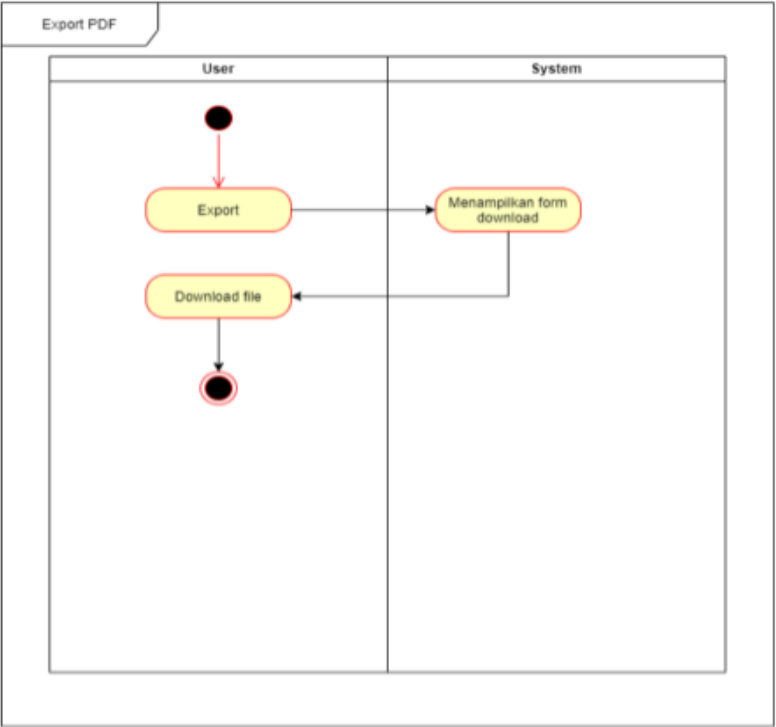 Export PDF
User
System
Export
Menampilkan form
download
Download file